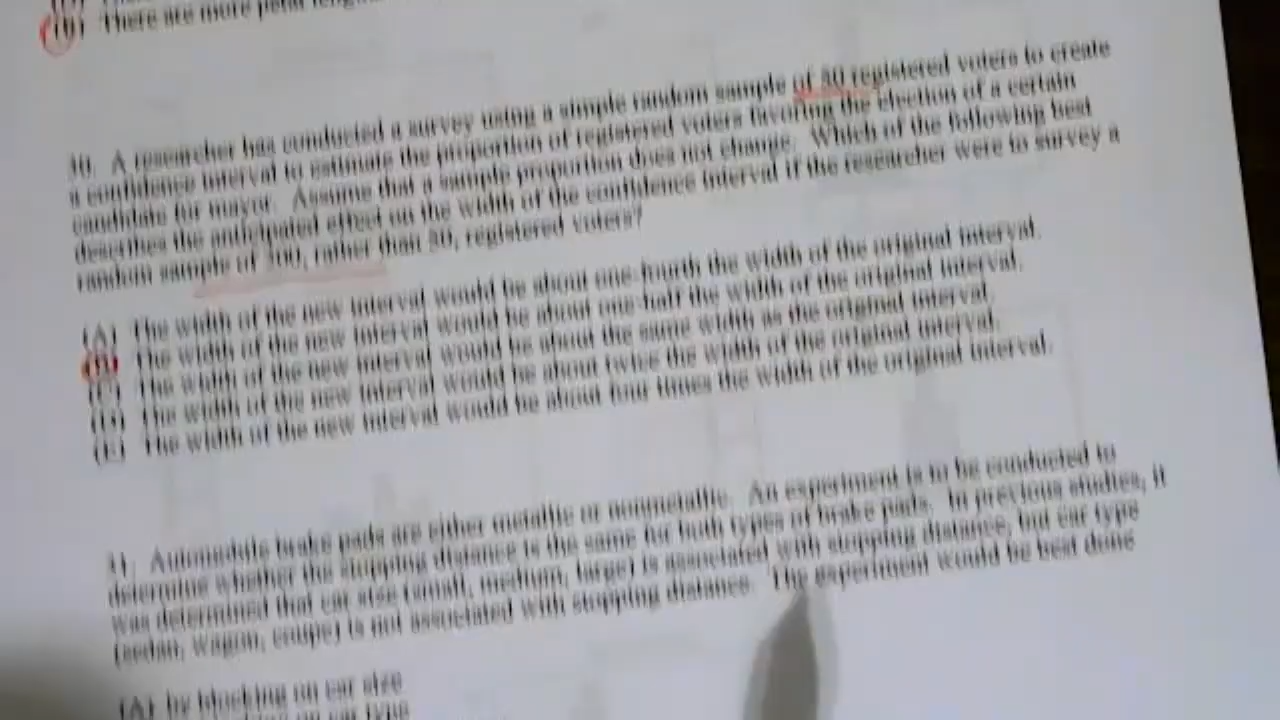 There are more petal
30. A researcher has conducted a survey using a simple random sample of 50 registered voters to create
a confidence interval to estimate the proportion of registered voters favoring the election of a certain
candidate for mayor. Assume that a sample proportion does not change. Which of the following best
describes the anticipated effect on the width of the confidence interval if the researcher were to survey a
random sample of 200, rather than 50, registered voters?
(A) The width of the new interval would be about one-fourth the width of the original interval.
(B) The width of the new interval would be about one-half the width of the original interval.
(C) The width of the new interval would be about the same width as the original interval.
(D) The width of the new interval would be about twice the width of the original interval.
(E) The width of the new interval would be about four times the width of the original interval.
31. Automobile brake pads are either metallic or nonmetallic. An experiment is to be conducted to
determine whether the stopping distance is the same for both types of brake pads. In previous studies, it
was determined that car size (small, medium, large) is associated with stopping distance, but car type
(sedan, wagon, coupe) is not associated with stopping distance. The experiment would be best done
(A) by blocking on car size
on car type